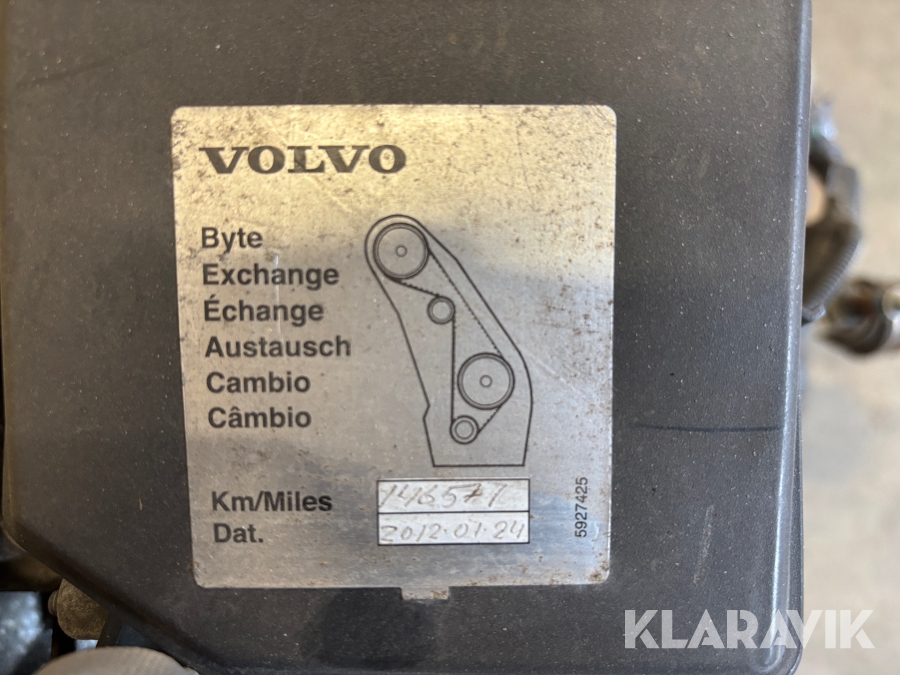 VOLVO
Byte
Exchange
Échange
Austausch
Cambio
Câmbio
Km/Miles 146571
Dat. 2012.01.24
5927425
KLARAVIK